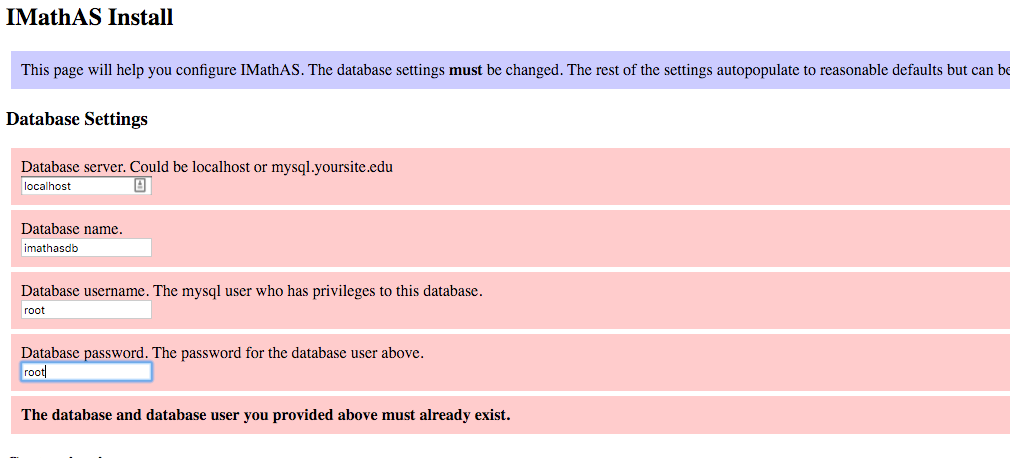 IMathAS Install
This page will help you configure IMathAS. The database settings must be changed. The rest of the settings autopopulate to reasonable defaults but can be
Database Settings
Database server. Could be localhost or mysql.yoursite.edu
localhost
Database name.
imathasdb
Database username. The mysql user who has privileges to this database.
root
Database password. The password for the database user above.
root
The database and database user you provided above must already exist.